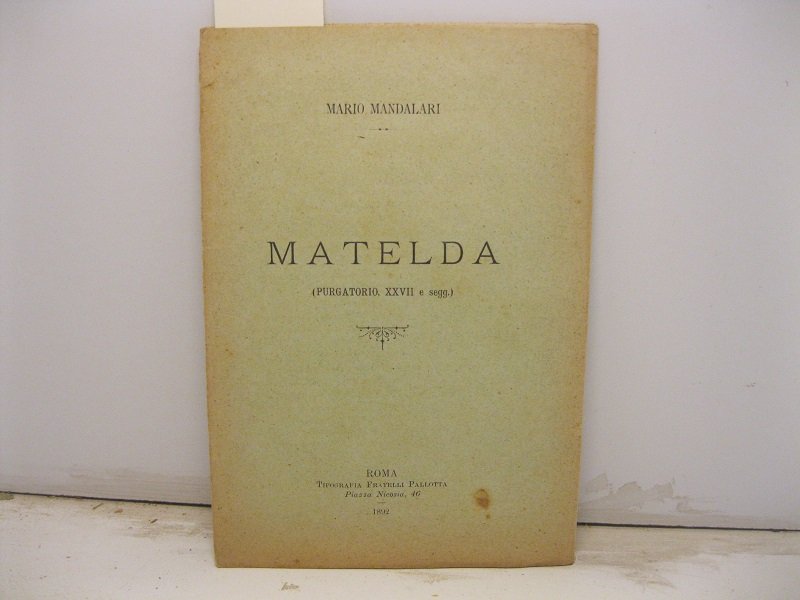 MARIO MANDALARI
MATELDA
(PURGATORIO, XXVII e segg.)
ROMA
TIPOGRAFIA FRATELLI PALLOTTA
Piazza Nicosia, 46
1892